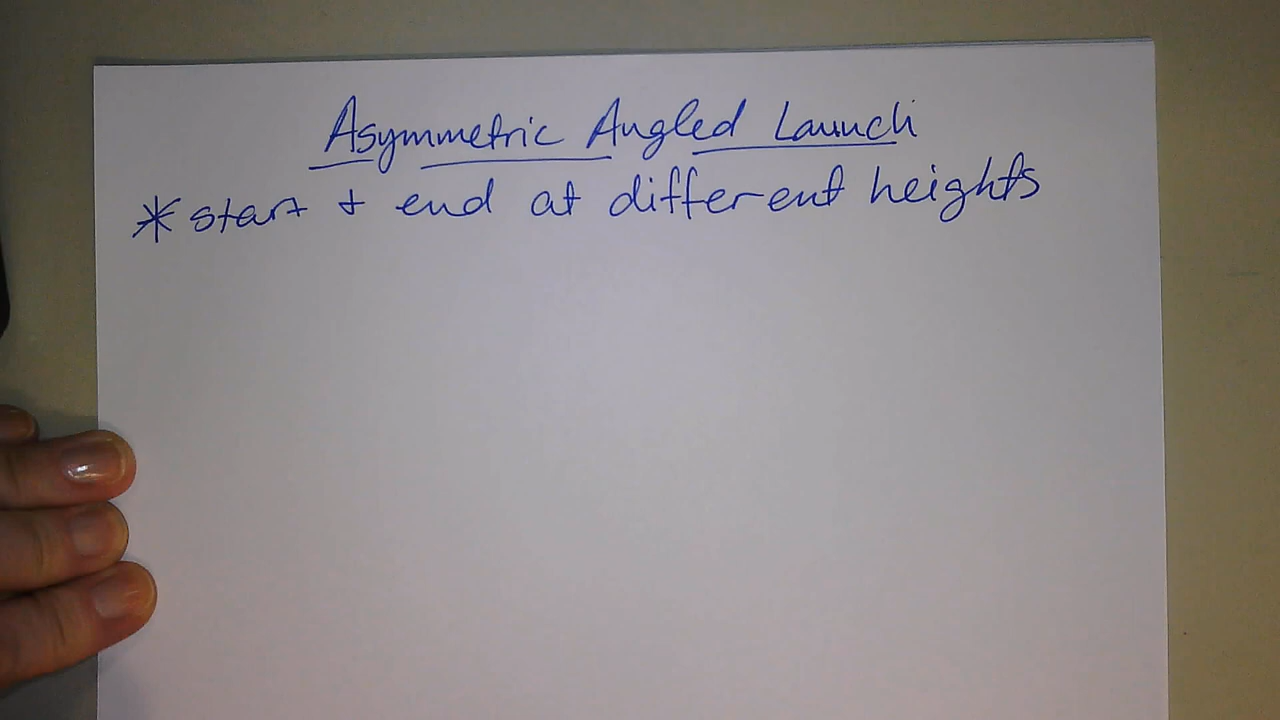 Asymmetric Angled Launch
*start + end at different heights